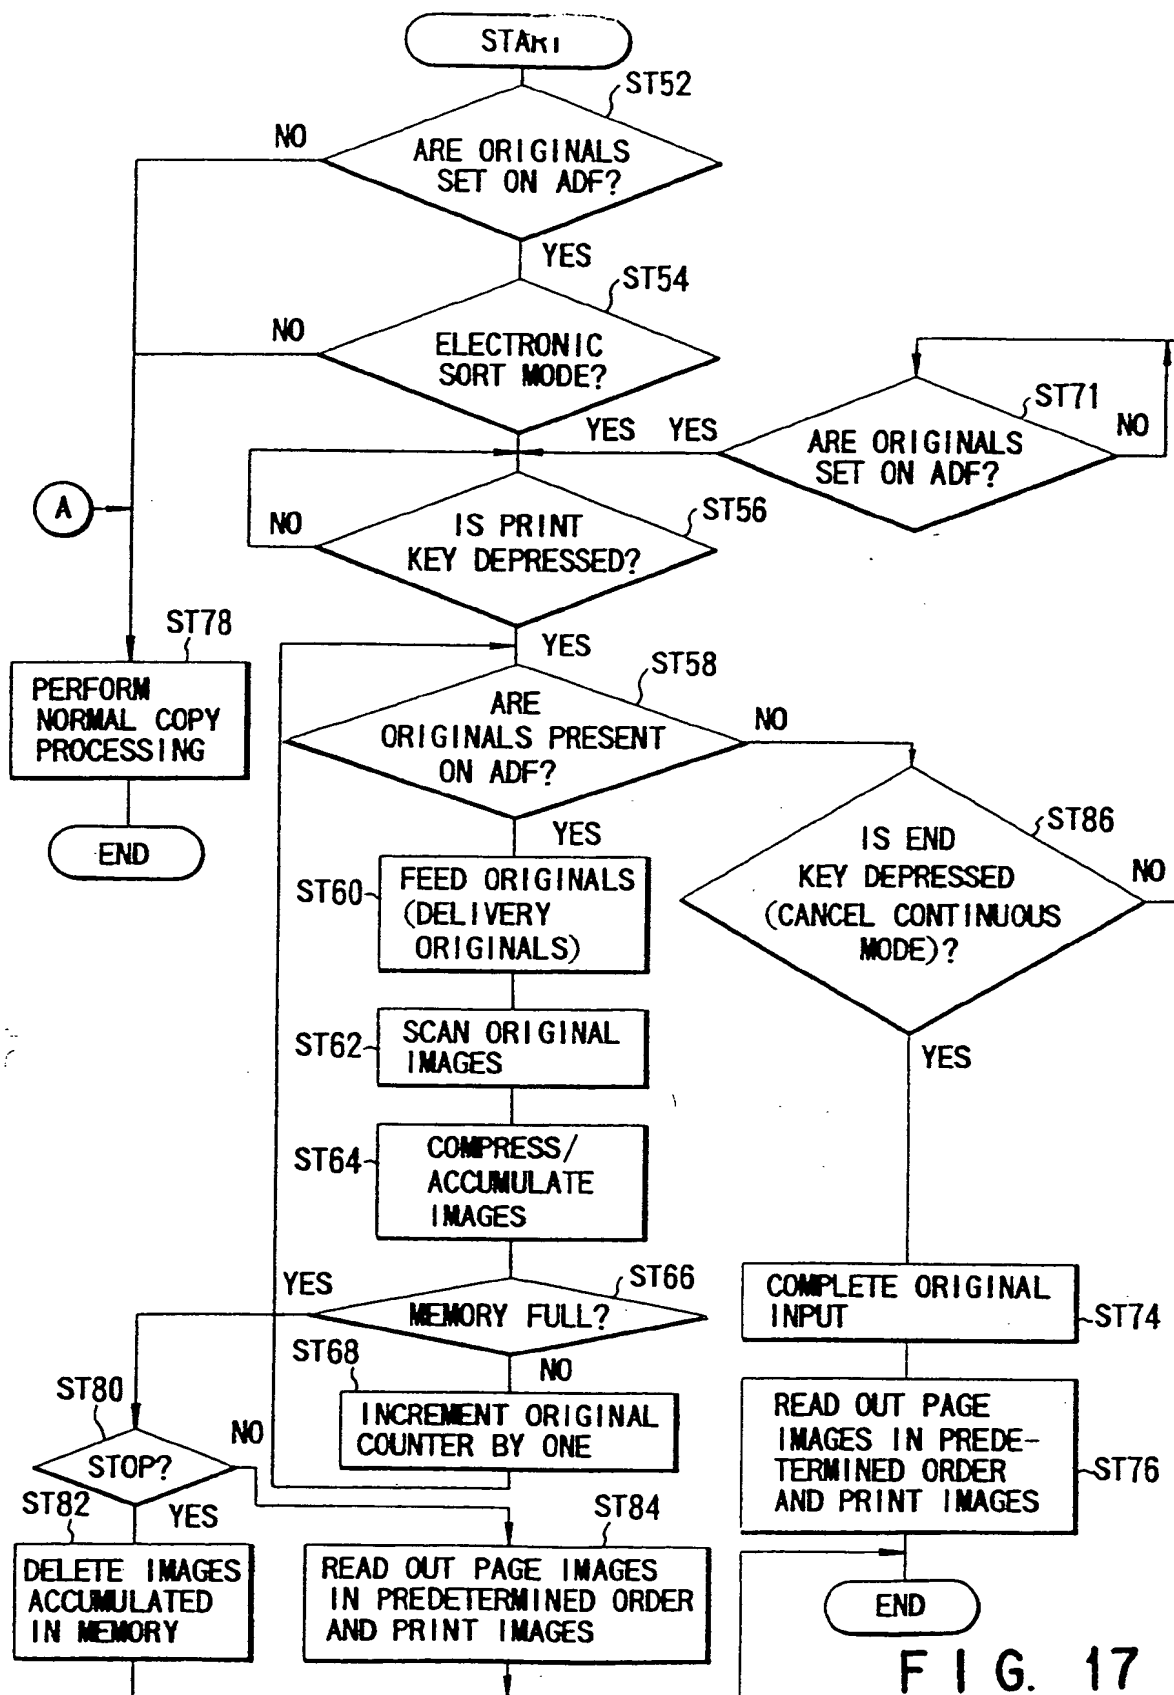 START
ST52
NO
ARE ORIGINALS
SET ON ADF?
YES
ST54
NO
ELECTRONIC
SORT MODE?
YES
YES
ST71
NO
ARE ORIGINALS
SET ON ADF?
A
ST56
NO
IS PRINT
KEY DEPRESSED?
YES
ST78
PERFORM
NORMAL COPY
PROCESSING
END
ST58
ARE
ORIGINALS PRESENT
ON ADF?
NO
YES
ST86
IS END
KEY DEPRESSED
(CANCEL CONTINUOUS
MODE)?
NO
YES
ST60
FEED ORIGINALS
(DELIVERY
ORIGINALS)
ST62
SCAN ORIGINAL
IMAGES
ST64
COMPRESS/
ACCUMULATE
IMAGES
ST66
YES
MEMORY FULL?
NO
ST68
INCREMENT ORIGINAL
COUNTER BY ONE
COMPLETE ORIGINAL
INPUT
ST74
READ OUT PAGE
IMAGES IN PREDE-
TERMINED ORDER
AND PRINT IMAGES
ST76
END
ST80
STOP?
NO
YES
ST82
DELETE IMAGES
ACCUMULATED
IN MEMORY
ST84
READ OUT PAGE IMAGES
IN PREDETERMINED ORDER
AND PRINT IMAGES
FIG. 17